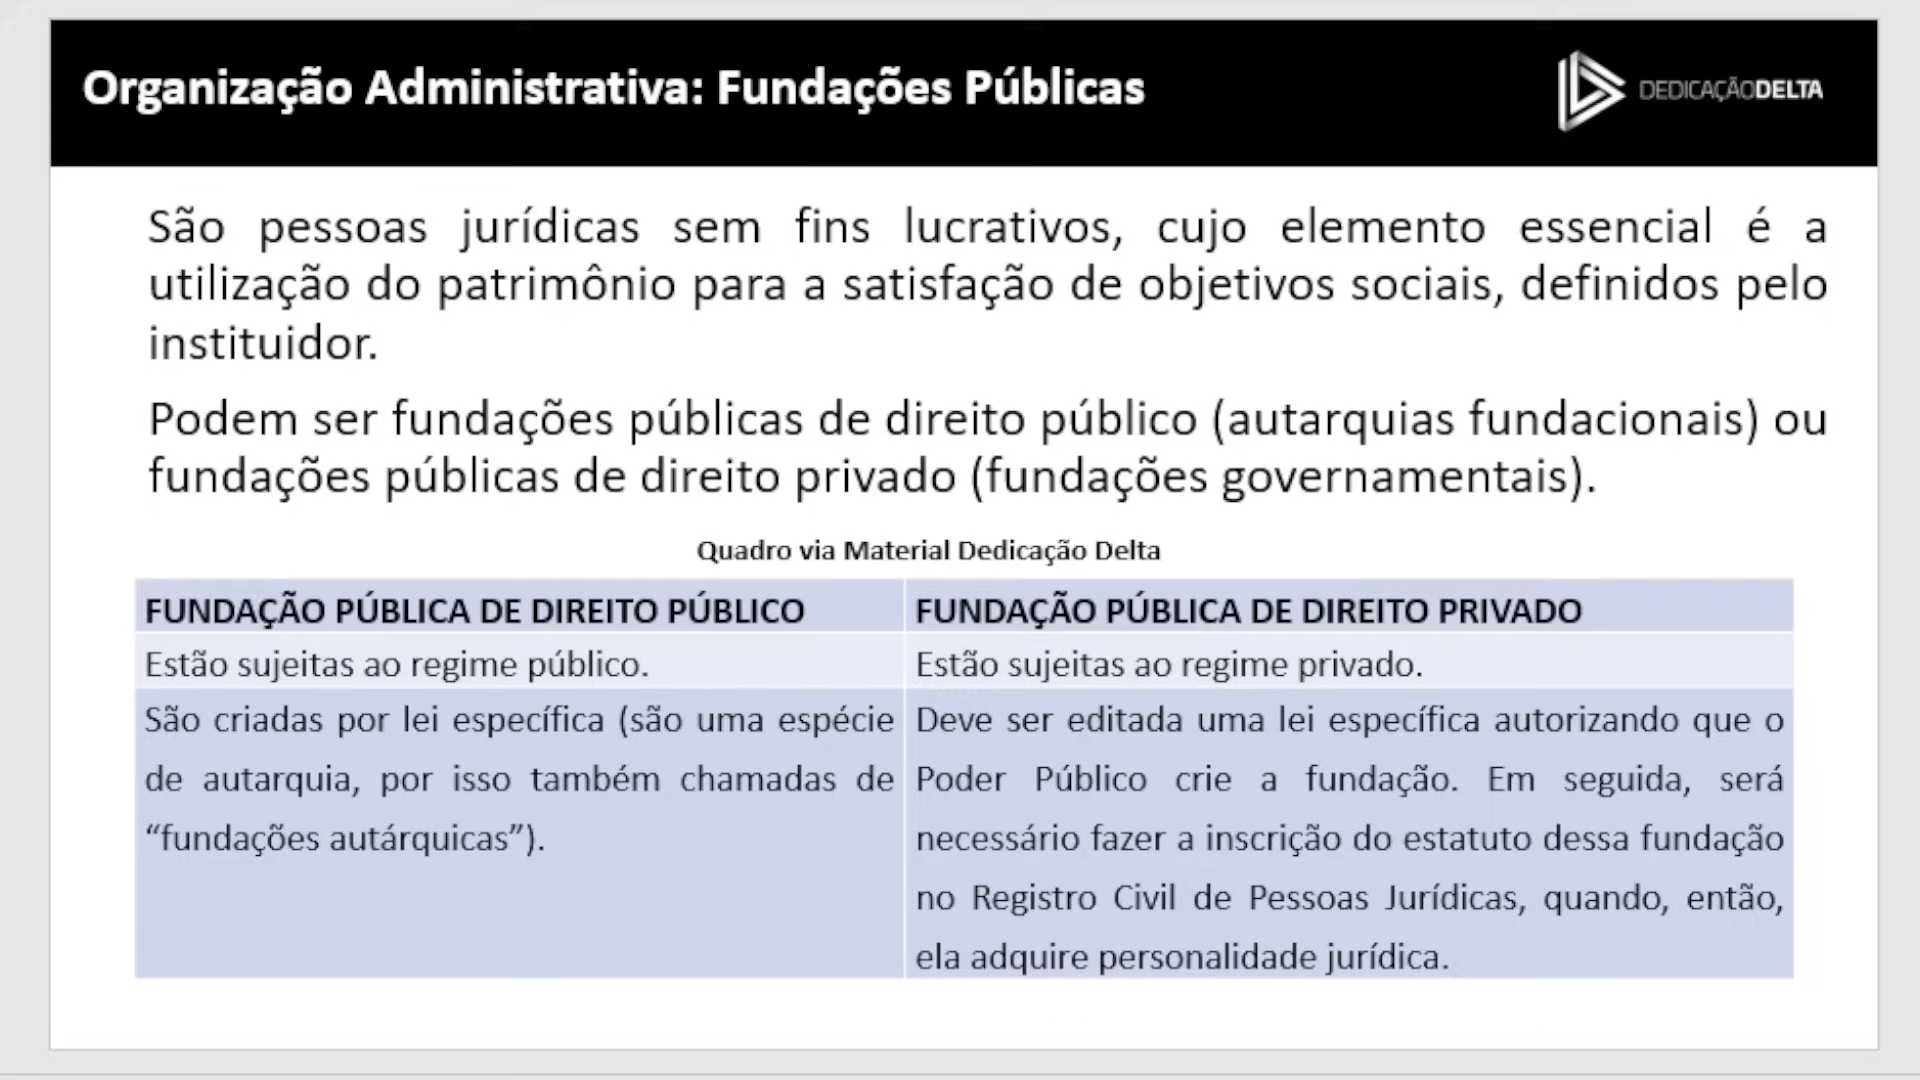 Organização Administrativa: Fundações Públicas
DEDICAÇÃODELTA
São pessoas jurídicas sem fins lucrativos, cujo elemento essencial é a
utilização do patrimônio para a satisfação de objetivos sociais, definidos pelo
instituidor.
Podem ser fundações públicas de direito público (autarquias fundacionais) ou
fundações públicas de direito privado (fundações governamentais).
Quadro via Material Dedicação Delta
FUNDAÇÃO PÚBLICA DE DIREITO PÚBLICO
FUNDAÇÃO PÚBLICA DE DIREITO PRIVADO
Estão sujeitas ao regime público.
Estão sujeitas ao regime privado.
São criadas por lei específica (são uma espécie
de autarquia, por isso também chamadas de
“fundações autárquicas”).
Deve ser editada uma lei específica autorizando que o
Poder Público crie a fundação. Em seguida, será
necessário fazer a inscrição do estatuto dessa fundação
no Registro Civil de Pessoas Jurídicas, quando, então,
ela adquire personalidade jurídica.